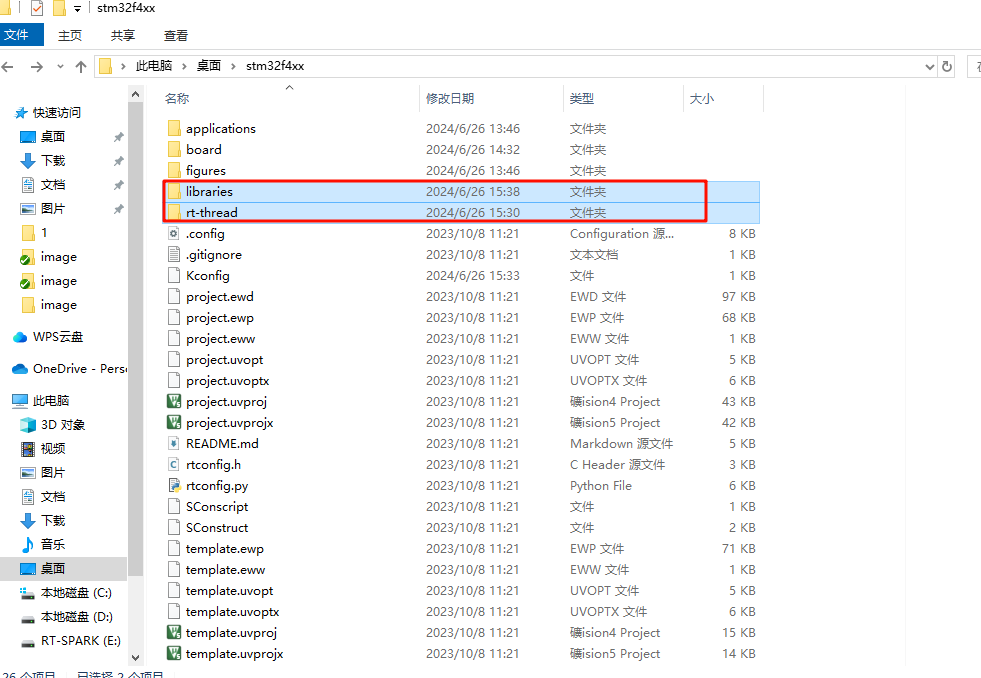 stm32f4xx
文件 主页 共享 查看
此电脑 桌面 stm32f4xx
名称 修改日期 类型 大小
快速访问
桌面
下载
文档
图片
1
image
image
image
WPS云盘
OneDrive - Perso
此电脑
3D 对象
视频
图片
文档
下载
音乐
桌面
本地磁盘 (C:)
本地磁盘 (D:)
RT-SPARK (E:)
applications 2024/6/26 13:46 文件夹
board 2024/6/26 14:32 文件夹
figures 2024/6/26 13:46 文件夹
libraries 2024/6/26 15:38 文件夹
rt-thread 2024/6/26 15:30 文件夹
.config 2023/10/8 11:21 Configuration 源... 8 KB
.gitignore 2023/10/8 11:21 文本文档 1 KB
Kconfig 2024/6/26 15:33 文件 1 KB
project.ewd 2023/10/8 11:21 EWD 文件 97 KB
project.ewp 2023/10/8 11:21 EWP 文件 68 KB
project.eww 2023/10/8 11:21 EWW 文件 1 KB
project.uvopt 2023/10/8 11:21 UVOPT 文件 5 KB
project.uvoptx 2023/10/8 11:21 UVOPTX 文件 6 KB
project.uvproj 2023/10/8 11:21 礦ision4 Project 43 KB
project.uvprojx 2023/10/8 11:21 礦ision5 Project 42 KB
README.md 2023/10/8 11:21 Markdown 源文件 5 KB
rtconfig.h 2023/10/8 11:21 C Header 源文件 3 KB
rtconfig.py 2023/10/8 11:21 Python File 6 KB
SConscript 2023/10/8 11:21 文件 1 KB
SConstruct 2023/10/8 11:21 文件 2 KB
template.ewp 2023/10/8 11:21 EWP 文件 71 KB
template.eww 2023/10/8 11:21 EWW 文件 1 KB
template.uvopt 2023/10/8 11:21 UVOPT 文件 5 KB
template.uvoptx 2023/10/8 11:21 UVOPTX 文件 6 KB
template.uvproj 2023/10/8 11:21 礦ision4 Project 15 KB
template.uvprojx 2023/10/8 11:21 礦ision5 Project 14 KB
26 个项目 已选择 2 个项目